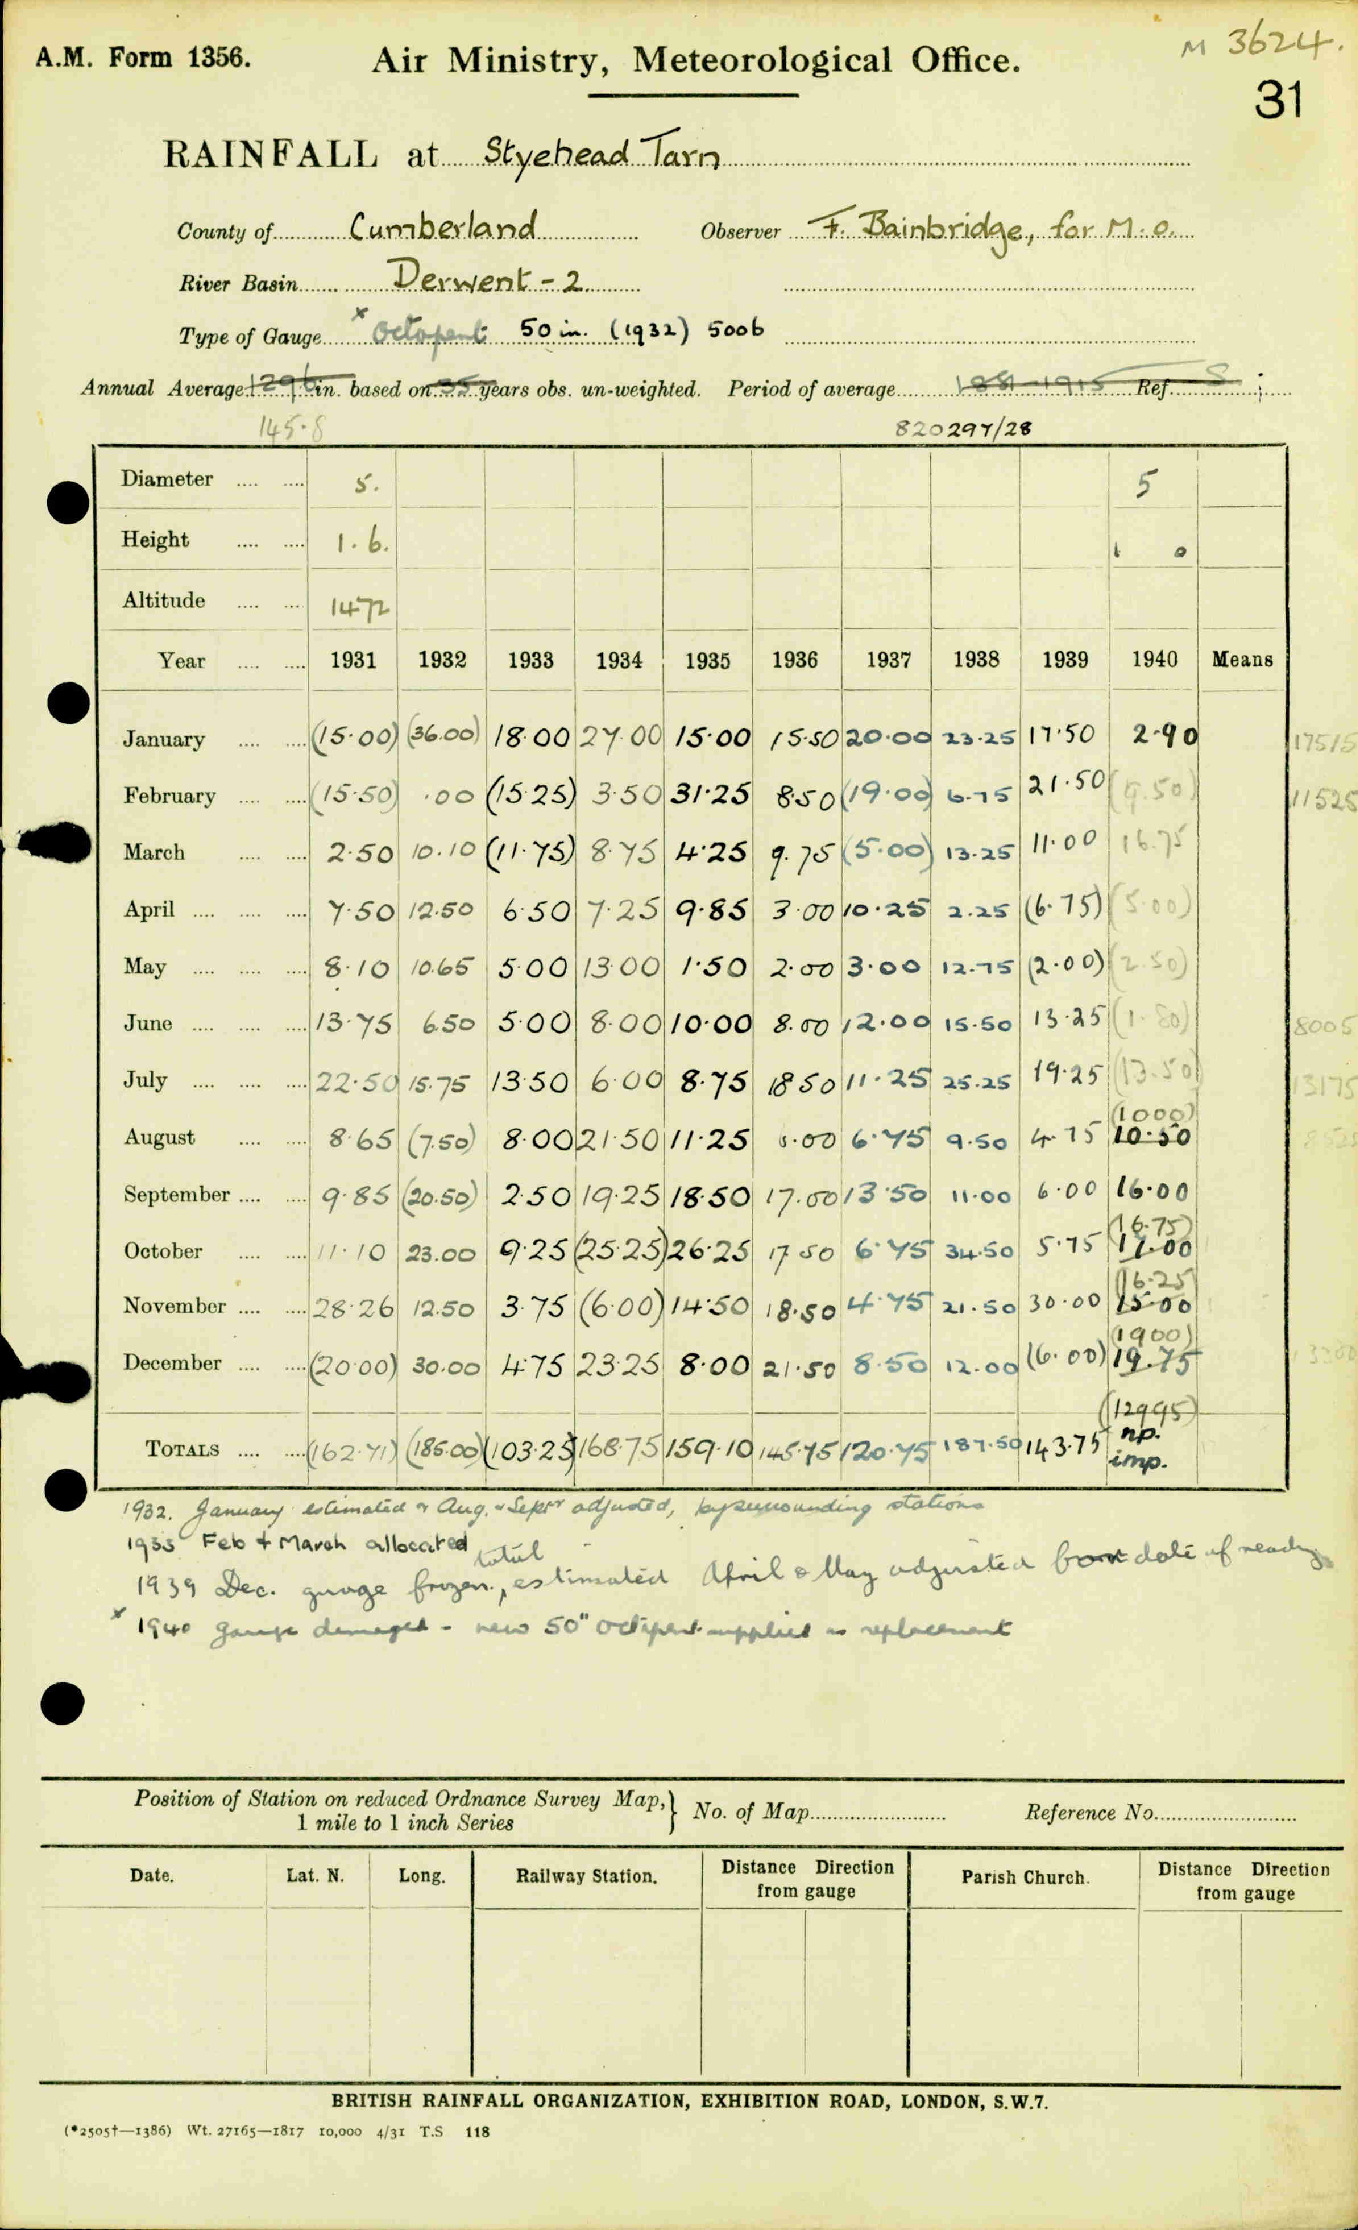 M 3624.
A.M. Form 1356. Air Ministry, Meteorological Office.
31
RAINFALL at Styehead Tarn
County of Cumberland Observer F. Bainbridge, for M.O.
River Basin Derwent - 2
Type of Gauge x Octapent 50 in. (1932) 5006
Annual Average 129.6 in. based on 35 years obs. un-weighted. Period of average 1881-1915 Ref. S ;
145.8 820297/28
Diameter .... .... 5. 5
Height .... .... 1. 6. 1 0
Altitude .... .... 1472
Year .... .... 1931 1932 1933 1934 1935 1936 1937 1938 1939 1940 Means
January .... .... (15.00) (36.00) 18.00 27.00 15.00 15.50 20.00 23.25 17.50 2.90 17515
February .... .... (15.50) .00 (15.25) 3.50 31.25 8.50 (19.00) 6.75 21.50 (9.50) 11525
March .... .... 2.50 10.10 (11.75) 8.75 4.25 9.75 (5.00) 13.25 11.00 16.75
April .... .... .... 7.50 12.50 6.50 7.25 9.85 3.00 10.25 2.25 (6.75) (5.00)
May .... .... .... 8.10 10.65 5.00 13.00 1.50 2.00 3.00 12.75 (2.00) (2.50)
June .... .... .... 13.75 6.50 5.00 8.00 10.00 8.00 12.00 15.50 13.25 (1.80) 8005
July .... .... .... 22.50 15.75 13.50 6.00 8.75 18.50 11.25 25.25 19.25 (13.50) 13175
(1000)
August .... .... 8.65 (7.50) 8.00 21.50 11.25 6.00 6.75 9.50 4.75 10.50
September .... .... 9.85 (20.50) 2.50 19.25 18.50 17.00 13.50 11.00 6.00 16.00
(16.75)
October .... .... 11.10 23.00 9.25 (25.25) 26.25 17.50 6.75 34.50 5.75 17.00
(16.25)
November .... .... 28.26 12.50 3.75 (6.00) 14.50 18.50 4.75 21.50 30.00 15.00
(1900)
December .... .... (20.00) 30.00 4.75 23.25 8.00 21.50 8.50 12.00 (6.00) 19.75
(129.95)
TOTALS .... .... (162.71) (185.00) (103.25) 168.75 159.10 145.75 120.75 187.50 143.75 np.
imp.
1932. January estimated & Aug. & Sepr adjusted, by surrounding stations
1933 Feb & March allocated
total
1939 Dec. guage frozen, estimated April & May adjusted for date of reading
x 1940 gauge damaged - new 50" octapent supplied as replacement
Position of Station on reduced Ordnance Survey Map, } No. of Map Reference No.
1 mile to 1 inch Series
Date. Lat. N. Long. Railway Station. Distance Direction Parish Church. Distance Direction
from gauge from gauge
BRITISH RAINFALL ORGANIZATION, EXHIBITION ROAD, LONDON, S.W.7.
(*2505†—1386) Wt. 27165—1817 10,000 4/31 T.S 118